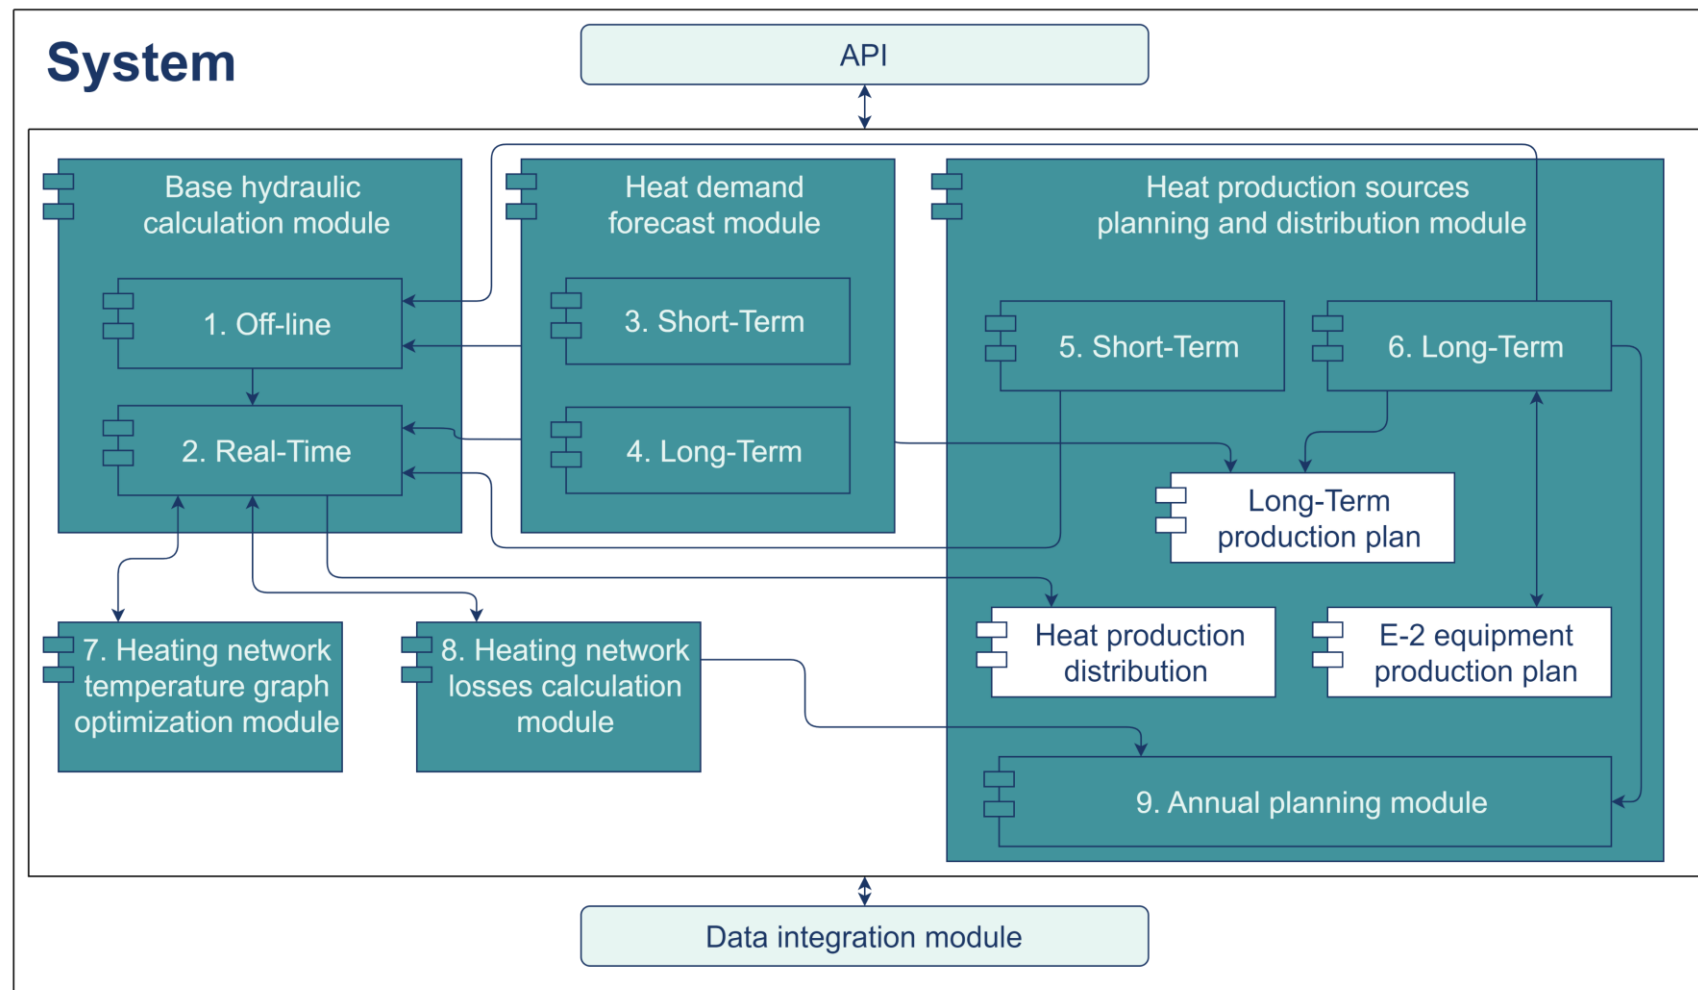 System
API
Base hydraulic
calculation module
1. Off-line
2. Real-Time
Heat demand
forecast module
3. Short-Term
4. Long-Term
Heat production sources
planning and distribution module
5. Short-Term
6. Long-Term
Long-Term
production plan
Heat production
distribution
E-2 equipment
production plan
7. Heating network
temperature graph
optimization module
8. Heating network
losses calculation
module
9. Annual planning module
Data integration module